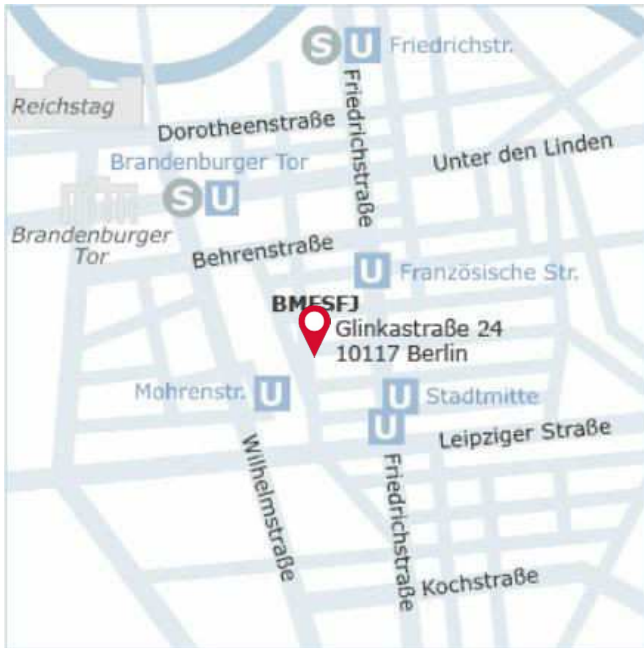 S U Friedrichstr.
Reichstag
Friedrichstraße
Dorotheenstraße
Unter den Linden
Brandenburger Tor
S U
Brandenburger
Tor
Behrenstraße
U Französische Str.
BMFSFJ
Glinkastraße 24
10117 Berlin
Mohrenstr. U
U Stadtmitte
U
Leipziger Straße
Wilhelmstraße
Friedrichstraße
Kochstraße